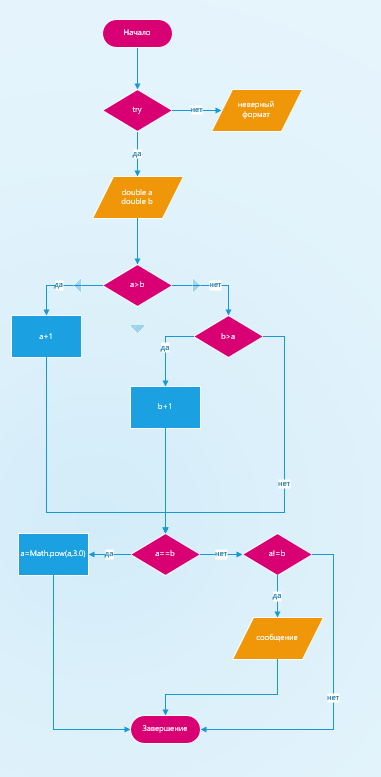 Начало
try
нет
неверный
формат
да
double a
double b
a>b
да
нет
a+1
b>a
да
b+1
нет
a=Math.pow(a,3.0)
да
a==b
нет
a!=b
да
сообщение
нет
Завершение